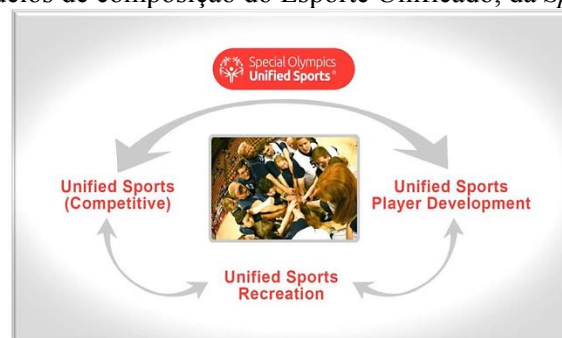 delos de composição do Esporte Unificado, da
Special Olympics
Unified Sports®
Unified Sports
(Competitive)
Unified Sports
Player Development
Unified Sports
Recreation